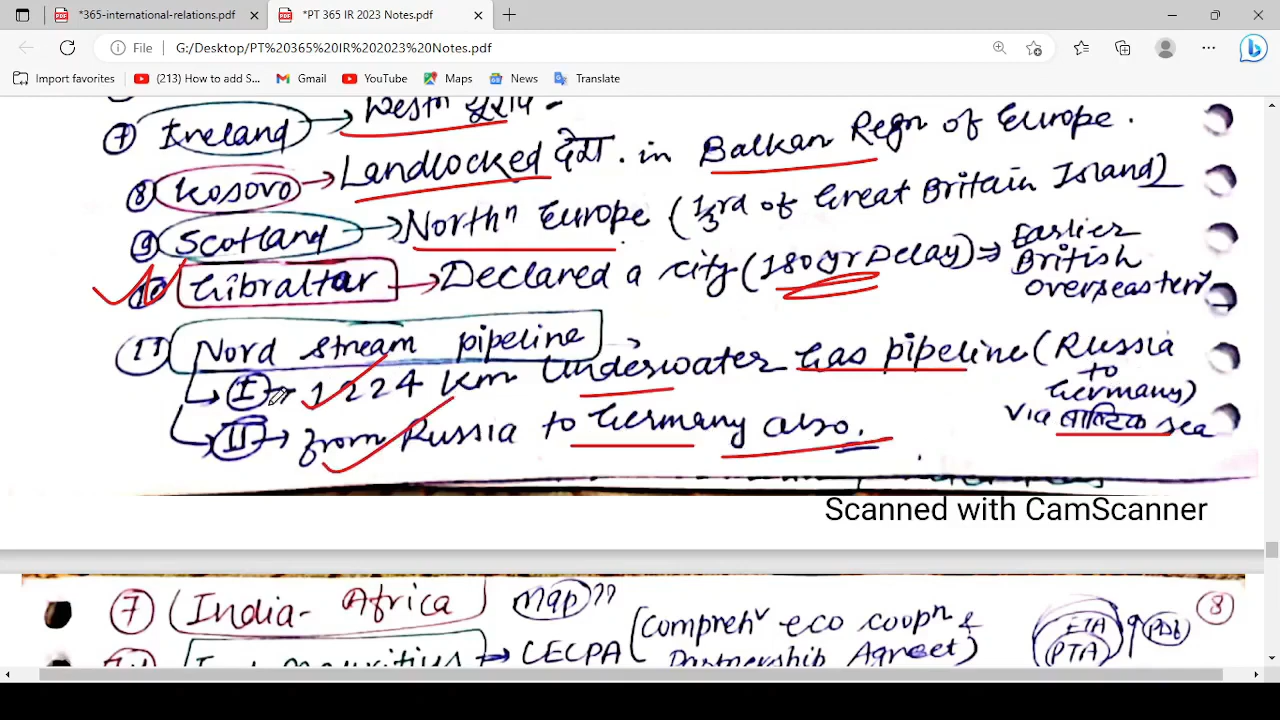 *365-international-relations.pdf
*PT 365 IR 2023 Notes.pdf
File
G:/Desktop/PT%20365%20IR%202023%20Notes.pdf
Import favorites
(213) How to add S...
Gmail
YouTube
Maps
News
Translate
7 Ireland → Westⁿ यूरोप -
8 Kosovo → Landlocked देश. in Balkan Regn of Europe.
9 Scotland → Northⁿ Europe (1/3rd of Great Britain Island)
10 Gibraltar → Declared a city (180 yr Delay) → Earlier
British
overseas terrʸ
11 Nord stream pipeline
I → 1224 km Underwater Gas pipeline (Russia
to
Germany)
via बाल्टिक sea
II → from Russia to Germany also.
Scanned with CamScanner
7 India- Africa map
8
CECPA (Comprehᵛ eco coopⁿ &
Partnership Agreet)
PTA